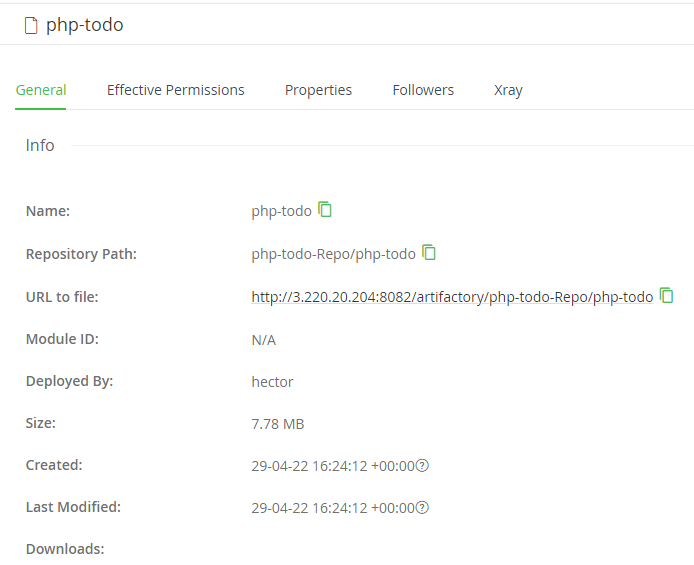 php-todo
General Effective Permissions Properties Followers Xray
Info
Name: php-todo
Repository Path: php-todo-Repo/php-todo
URL to file: http://3.220.20.204:8082/artifactory/php-todo-Repo/php-todo
Module ID: N/A
Deployed By: hector
Size: 7.78 MB
Created: 29-04-22 16:24:12 +00:00?
Last Modified: 29-04-22 16:24:12 +00:00?
Downloads: